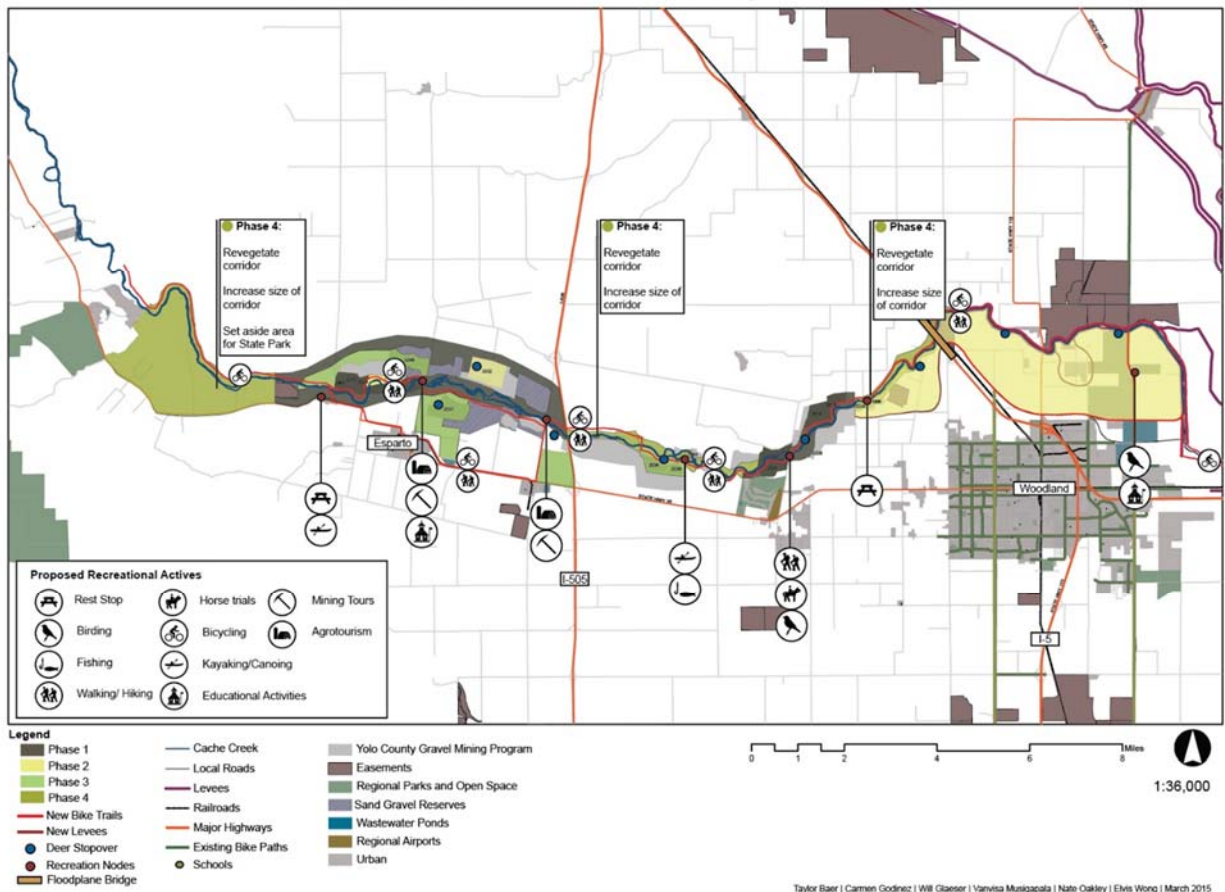 Phase 4:
Revegetate
corridor
Increase size of
corridor
Set aside area
for State Park
Phase 4:
Revegetate
corridor
Increase size of
corridor
Phase 4:
Revegetate
corridor
Increase size
of corridor
Esparto
Woodland
I-505
I-5
Proposed Recreational Actives
Rest Stop
Horse trials
Mining Tours
Birding
Bicycling
Agrotourism
Fishing
Kayaking/Canoing
Walking/ Hiking
Educational Activities
Legend
Phase 1
Phase 2
Phase 3
Phase 4
New Bike Trails
New Levees
Deer Stopover
Recreation Nodes
Floodplane Bridge
Cache Creek
Local Roads
Levees
Railroads
Major Highways
Existing Bike Paths
Schools
Yolo County Gravel Mining Program
Easements
Regional Parks and Open Space
Sand Gravel Reserves
Wastewater Ponds
Regional Airports
Urban
0 1 2 4 6 8 Miles
1:36,000
Taylor Baer | Carmen Godinez | Will Glaeser | Vanvisa Musigapala | Nate Oakley | Elvis Wong | March 2015